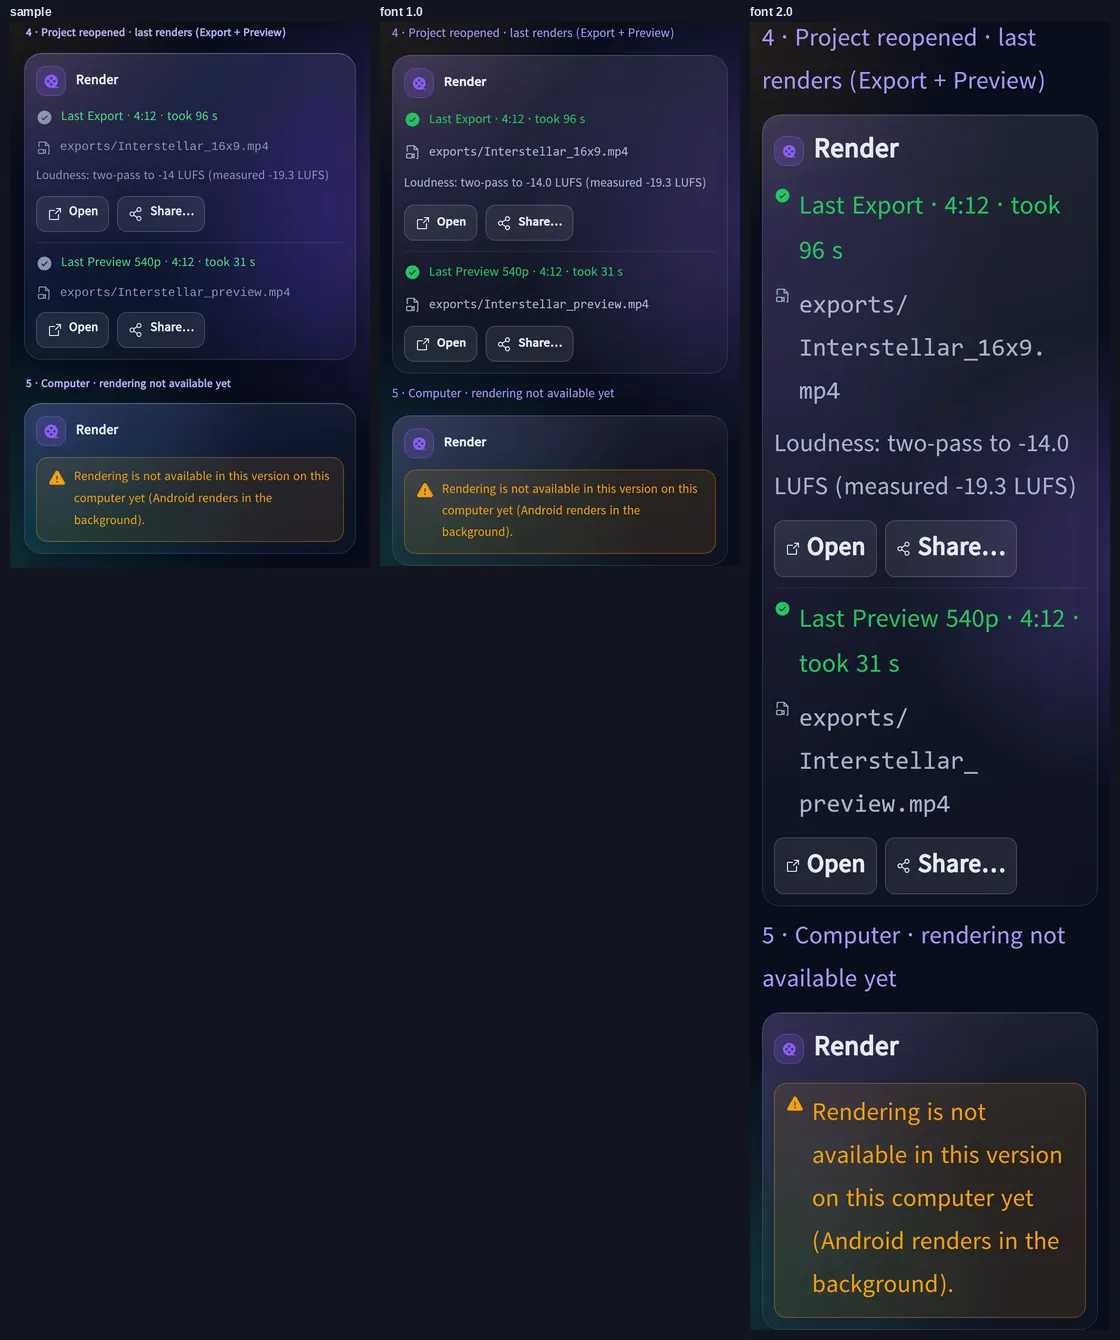 sample
4 · Project reopened · last renders (Export + Preview)
Render
Last Export · 4:12 · took 96 s
exports/Interstellar_16x9.mp4
Loudness: two-pass to -14 LUFS (measured -19.3 LUFS)
Open
Share...
Last Preview 540p · 4:12 · took 31 s
exports/Interstellar_preview.mp4
Open
Share...
5 · Computer · rendering not available yet
Render
Rendering is not available in this version on this
computer yet (Android renders in the
background).
font 1.0
4 · Project reopened · last renders (Export + Preview)
Render
Last Export · 4:12 · took 96 s
exports/Interstellar_16x9.mp4
Loudness: two-pass to -14.0 LUFS (measured -19.3 LUFS)
Open
Share...
Last Preview 540p · 4:12 · took 31 s
exports/Interstellar_preview.mp4
Open
Share...
5 · Computer · rendering not available yet
Render
Rendering is not available in this version on this
computer yet (Android renders in the
background).
font 2.0
4 · Project reopened · last
renders (Export + Preview)
Render
Last Export · 4:12 · took
96 s
exports/
Interstellar_16x9.
mp4
Loudness: two-pass to -14.0
LUFS (measured -19.3 LUFS)
Open
Share...
Last Preview 540p · 4:12 ·
took 31 s
exports/
Interstellar_
preview.mp4
Open
Share...
5 · Computer · rendering not
available yet
Render
Rendering is not
available in this version
on this computer yet
(Android renders in the
background).